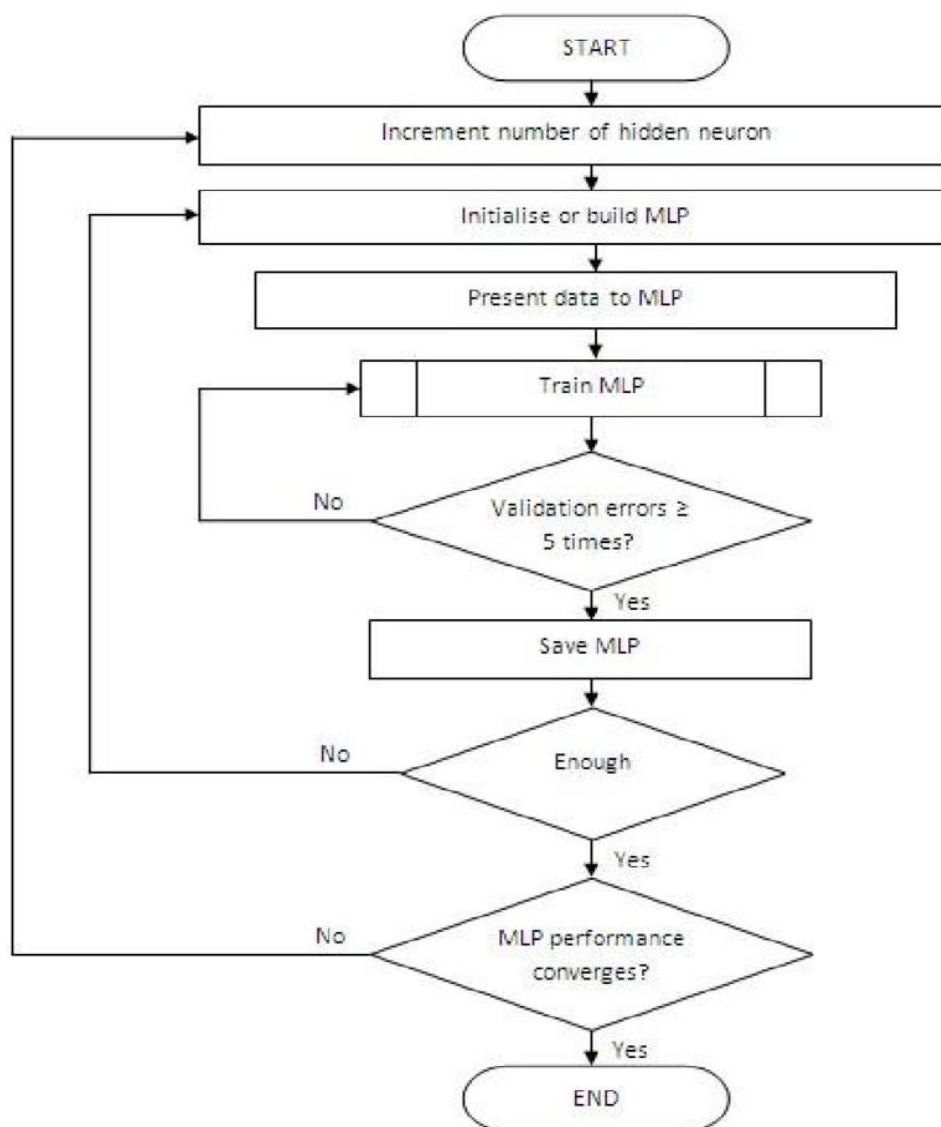 START
Increment number of hidden neuron
Initialise or build MLP
Present data to MLP
Train MLP
No
Validation errors ≥
5 times?
Yes
Save MLP
No
Enough
Yes
No
MLP performance
converges?
Yes
END